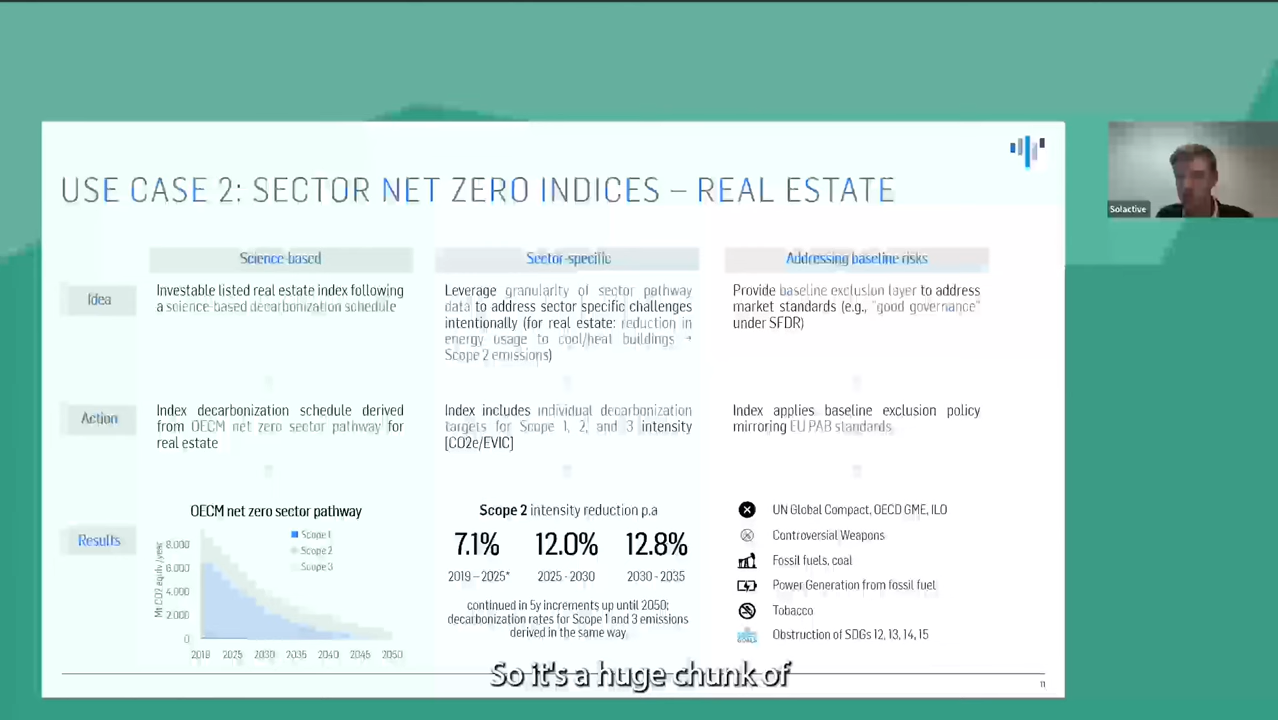 USE CASE 2: SECTOR NET ZERO INDICES – REAL ESTATE
Solactive
Science-based
Sector-specific
Addressing baseline risks
Idea
Investable listed real estate index following
a science-based decarbonization schedule
Leverage granularity of sector pathway
data to address sector specific challenges
intentionally (for real estate: reduction in
energy usage to cool/heat buildings →
Scope 2 emissions)
Provide baseline exclusion layer to address
market standards (e.g., "good governance"
under SFDR)
Action
Index decarbonization schedule derived
from OECM net zero sector pathway for
real estate
Index includes individual decarbonization
targets for Scope 1, 2, and 3 intensity
[CO2e/EVIC]
Index applies baseline exclusion policy
mirroring EU PAB standards
Results
OECM net zero sector pathway
Mt CO2 equiv /year
8.000
6.000
4.000
2.000
0
Scope 1
Scope 2
Scope 3
2019 2025 2030 2035 2040 2045 2050
Scope 2 intensity reduction p.a
7.1% 12.0% 12.8%
2019 – 2025* 2025 - 2030 2030 - 2035
continued in 5y increments up until 2050;
decarbonization rates for Scope 1 and 3 emissions
derived in the same way.
UN Global Compact, OECD GME, ILO
Controversial Weapons
Fossil fuels, coal
Power Generation from fossil fuel
Tobacco
Obstruction of SDGs 12, 13, 14, 15
So it's a huge chunk of
11